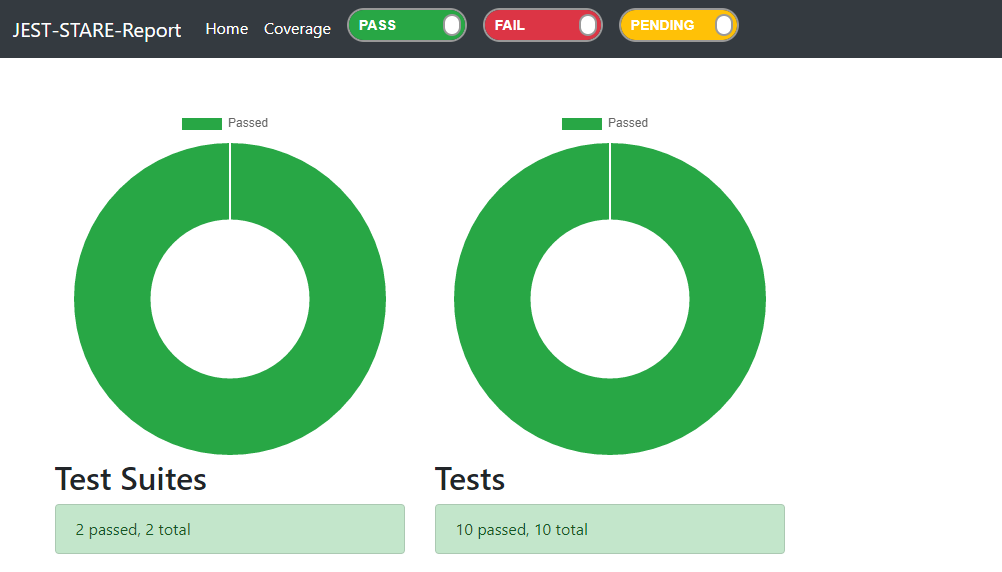 JEST-STARE-Report Home Coverage PASS FAIL PENDING
Passed
Passed
Test Suites
2 passed, 2 total
Tests
10 passed, 10 total